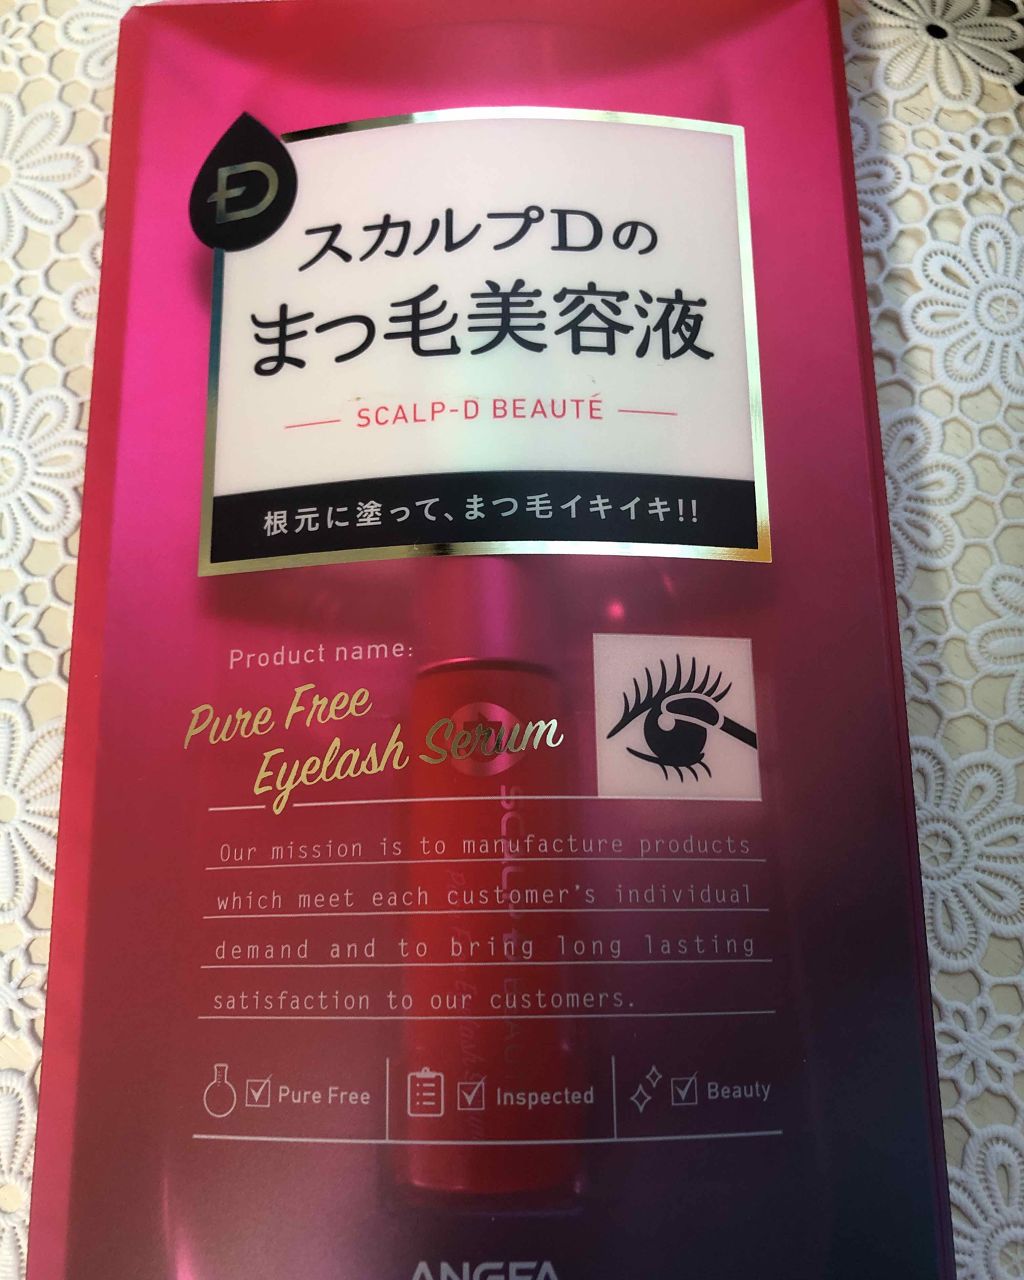 Ð
スカルプDの
まつ毛美容液
SCALP-D BEAUTÉ
根元に塗って、まつ毛イキイキ!!
Product name:
Pure Free
Eyelash Serum
Our mission is to manufacture products
which meet each customer's individual
demand and to bring long lasting
satisfaction to our customers.
Pure Free
Inspected
Beauty
ANGFA